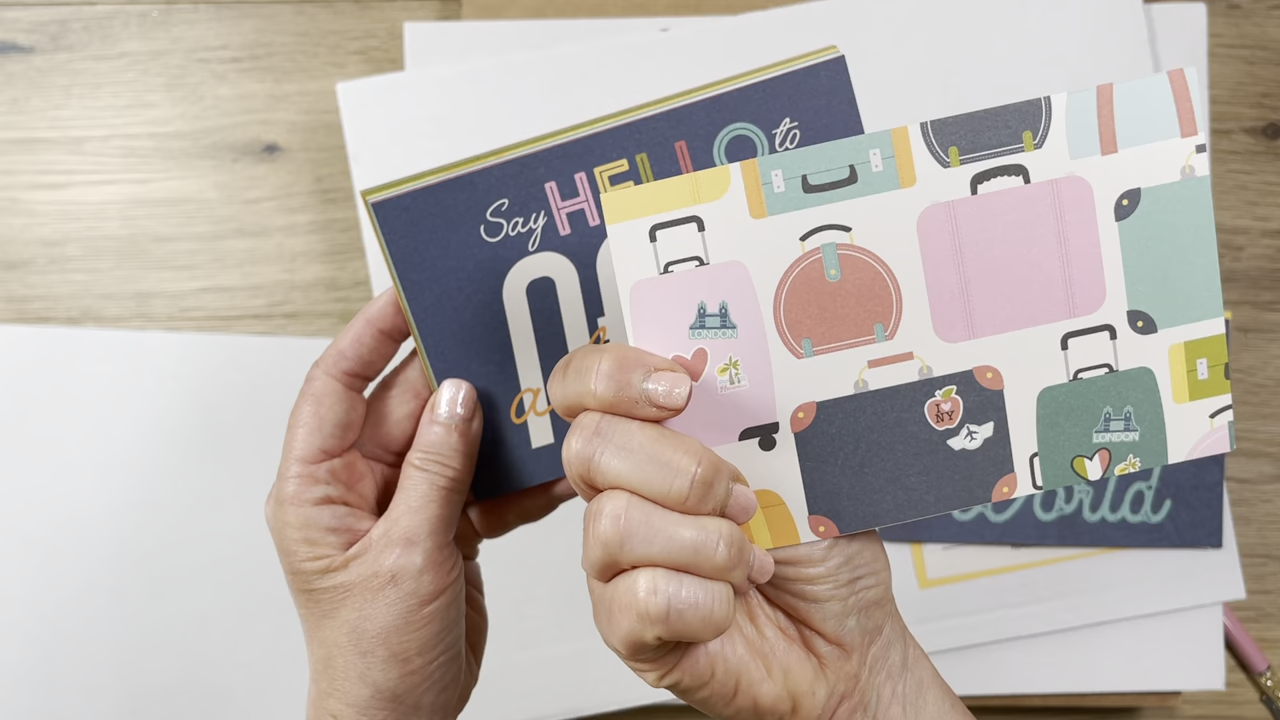 Say HELLO to
a
LONDON
I ♥
NY
LONDON
World